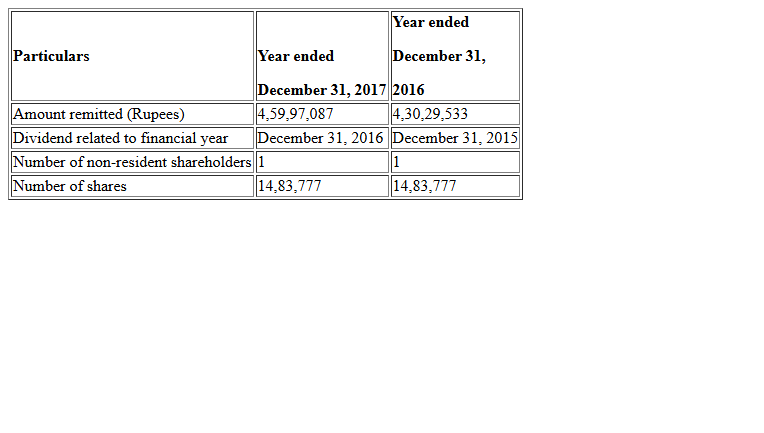 Particulars
Year ended
December 31, 2017
Year ended
December 31,
2016
Amount remitted (Rupees) 4,59,97,087 4,30,29,533
Dividend related to financial year December 31, 2016 December 31, 2015
Number of non-resident shareholders 1 1
Number of shares 14,83,777 14,83,777